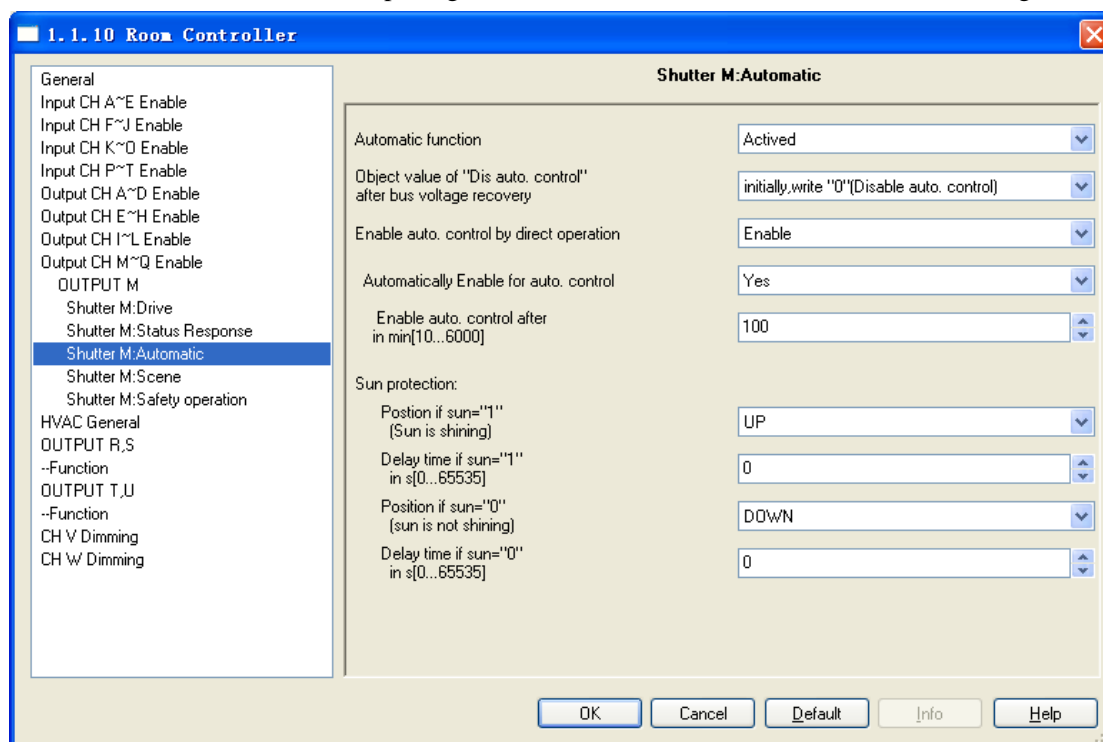 1.1.10 Room Controller
General
Input CH A~E Enable
Input CH F~J Enable
Input CH K~O Enable
Input CH P~T Enable
Output CH A~D Enable
Output CH E~H Enable
Output CH I~L Enable
Output CH M~Q Enable
OUTPUT M
Shutter M:Drive
Shutter M:Status Response
Shutter M:Automatic
Shutter M:Scene
Shutter M:Safety operation
HVAC General
OUTPUT R,S
--Function
OUTPUT T,U
--Function
CH V Dimming
CH W Dimming
Shutter M:Automatic
Automatic function
Actived
Object value of "Dis auto. control"
after bus voltage recovery
initially,write "0"(Disable auto. control)
Enable auto. control by direct operation
Enable
Automatically Enable for auto. control
Yes
Enable auto. control after
in min[10...6000]
100
Sun protection:
Postion if sun="1"
(Sun is shining)
UP
Delay time if sun="1"
in s[0...65535]
0
Position if sun="0"
(sun is not shining)
DOWN
Delay time if sun="0"
in s[0...65535]
0
OK Cancel Default Info Help